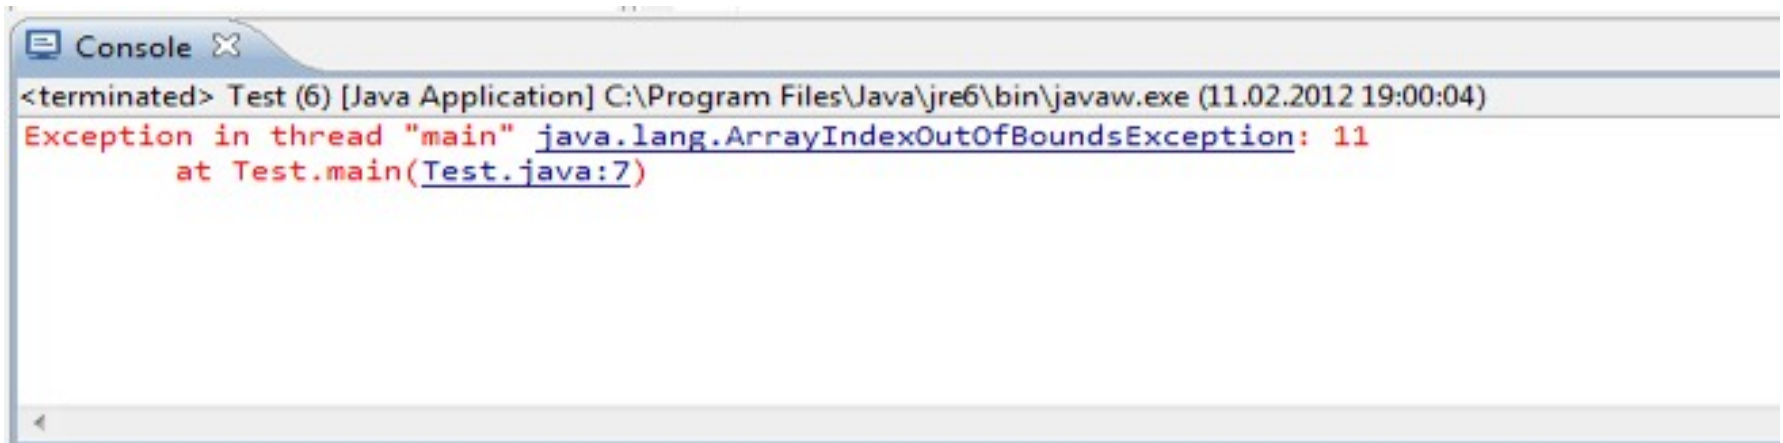 Console
<terminated> Test (6) [Java Application] C:\Program Files\Java\jre6\bin\javaw.exe (11.02.2012 19:00:04)
Exception in thread "main" java.lang.ArrayIndexOutOfBoundsException: 11
at Test.main(Test.java:7)